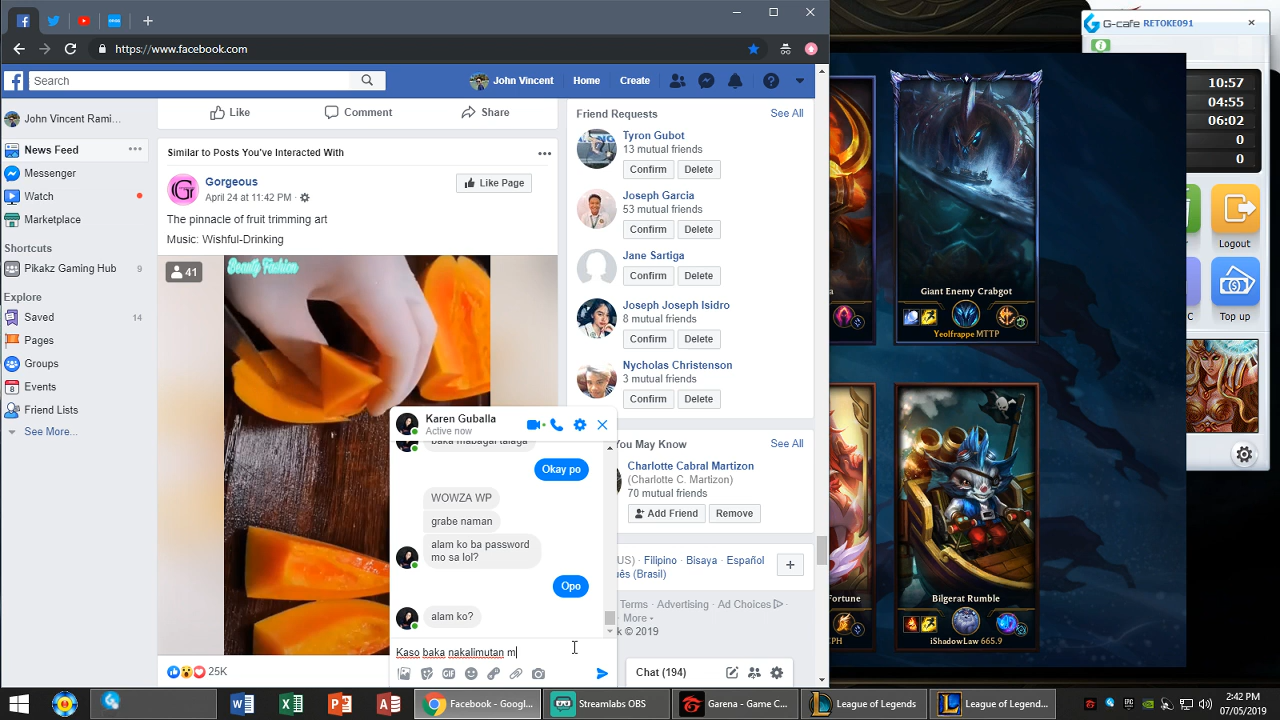 https://www.facebook.com
G-cafe RETOKE091
Search
John Vincent
Home
Create
10:57
04:55
06:02
0
0
Logout
Top up
John Vincent Rami...
News Feed
Messenger
Watch
Marketplace
Shortcuts
Pikakz Gaming Hub 9
Explore
Saved 14
Pages
Groups
Events
Friend Lists
See More...
Like
Comment
Share
Similar to Posts You've Interacted With
Gorgeous
April 24 at 11:42 PM
Like Page
The pinnacle of fruit trimming art
Music: Wishful-Drinking
41
Beauty Fashion
25K
Friend Requests
See All
Tyron Gubot
13 mutual friends
Confirm
Delete
Joseph Garcia
53 mutual friends
Confirm
Delete
Jane Sartiga
Confirm
Delete
Joseph Joseph Isidro
8 mutual friends
Confirm
Delete
Nycholas Christenson
3 mutual friends
Confirm
Delete
You May Know
See All
Charlotte Cabral Martizon
(Charlotte C. Martizon)
70 mutual friends
Add Friend
Remove
US) · Filipino · Bisaya · Español
uês (Brasil)
Terms · Advertising · Ad Choices
More
k © 2019
Chat (194)
Karen Guballa
Active now
baka mabagal talaga
Okay po
WOWZA WP
grabe naman
alam ko ba password
mo sa lol?
Opo
alam ko?
Kaso baka nakalimutan m
GIF
Giant Enemy Crabgot
Yeolfrappe MTTP
Fortune
Bilgerat Rumble
iShadowLaw 665.9
Facebook - Googl...
Streamlabs OBS
Garena - Game C...
League of Legends
League of Legend...
2:42 PM
07/05/2019